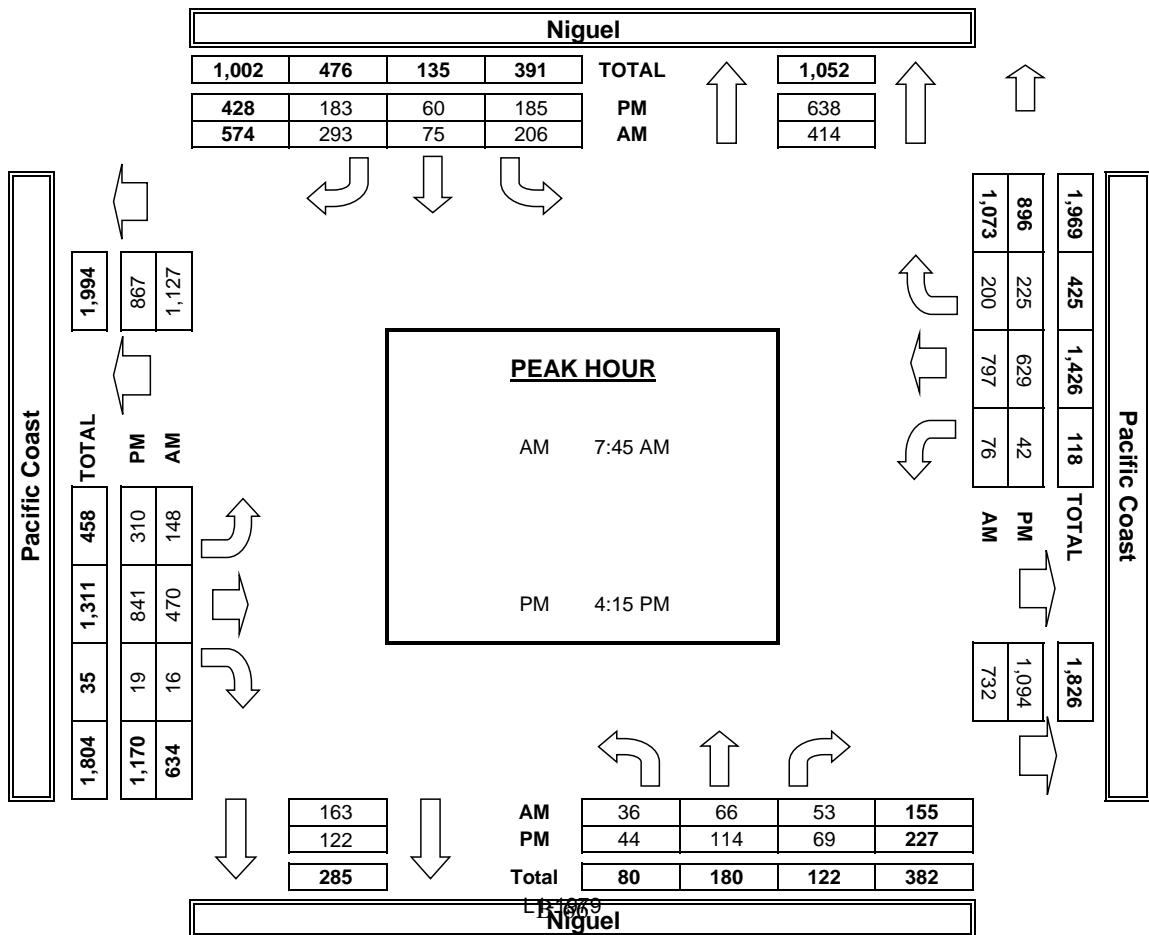 Niguel
1,002 476 135 391 TOTAL 1,052
428 183 60 185 PM 638
574 293 75 206 AM 414
Pacific Coast
1,994
867
1,127
TOTAL PM AM
458 310 148
1,311 841 470
35 19 16
1,804 1,170 634
PEAK HOUR
AM 7:45 AM
PM 4:15 PM
1,073 896 1,969
200 225 425
797 629 1,426
76 42 118
AM PM TOTAL
732 1,094 1,826
Pacific Coast
163 AM 36 66 53 155
122 PM 44 114 69 227
285 Total 80 180 122 382
Niguel